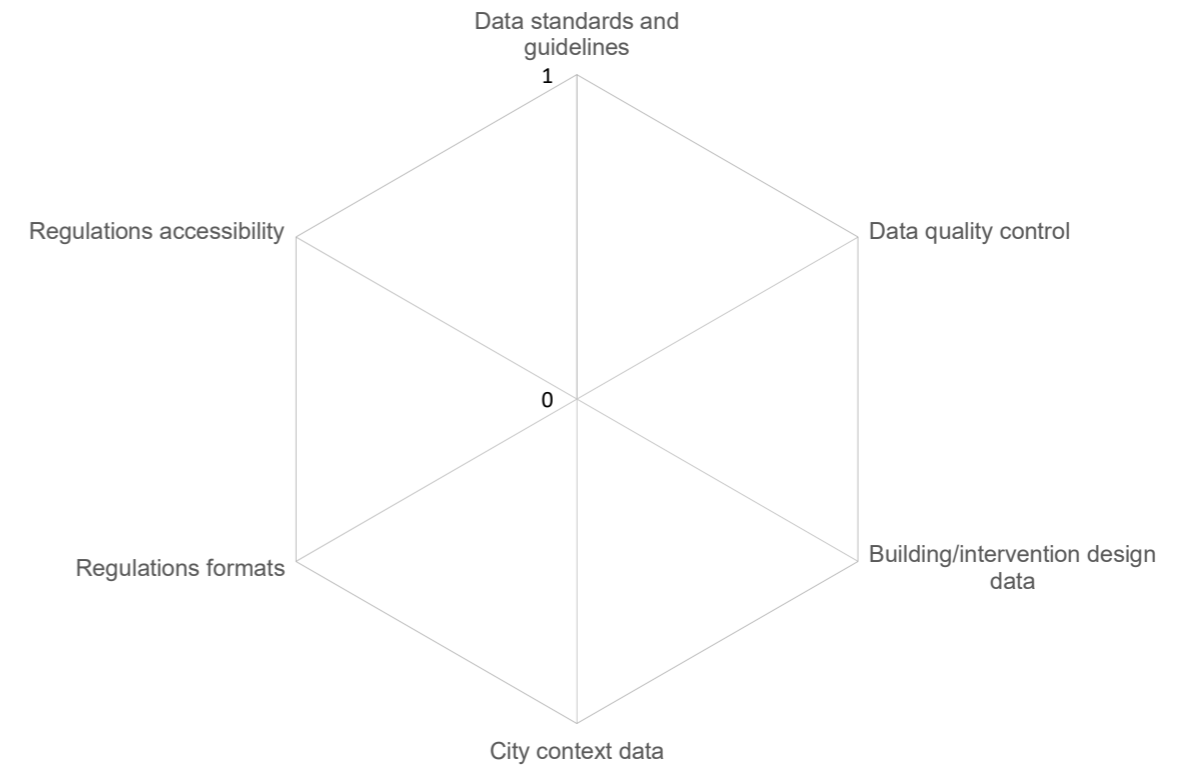 Data standards and
guidelines
1
Regulations accessibility
Data quality control
0
Regulations formats
Building/intervention design
data
City context data